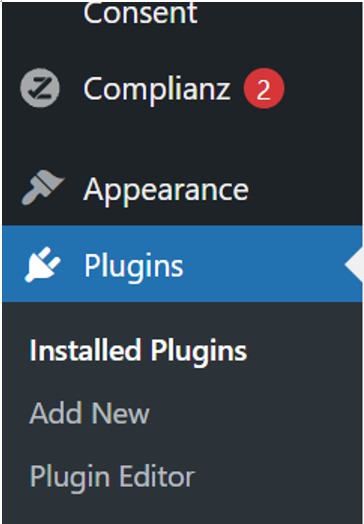 Consent
Complianz 2
Appearance
Plugins
Installed Plugins
Add New
Plugin Editor